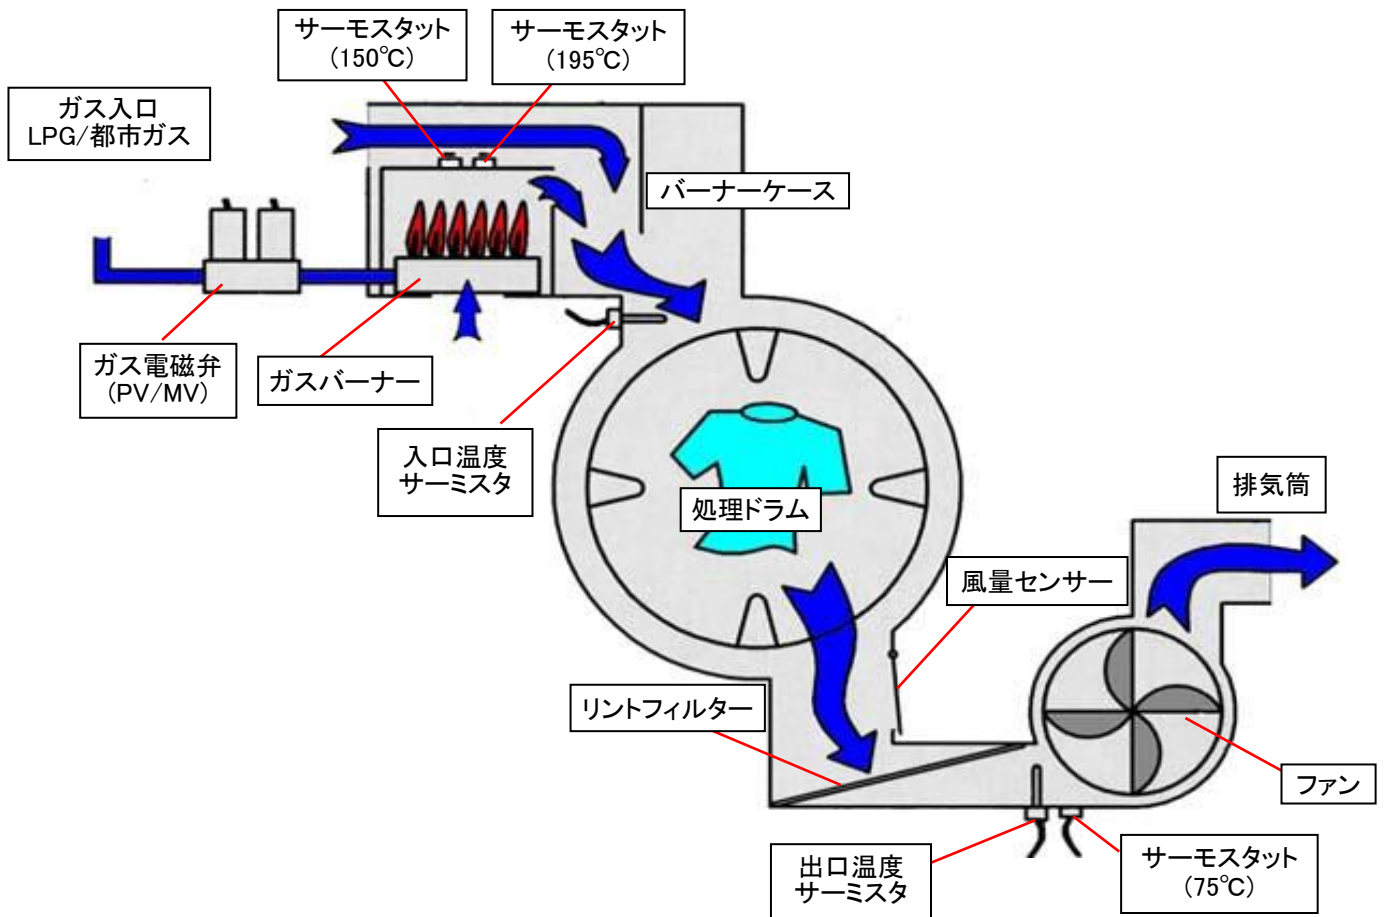 サーモスタット
(150℃)
サーモスタット
(195℃)
ガス入口
LPG/都市ガス
バーナーケース
ガス電磁弁
(PV/MV)
ガスバーナー
入口温度
サーミスタ
処理ドラム
排気筒
風量センサー
リントフィルター
ファン
出口温度
サーミスタ
サーモスタット
(75℃)